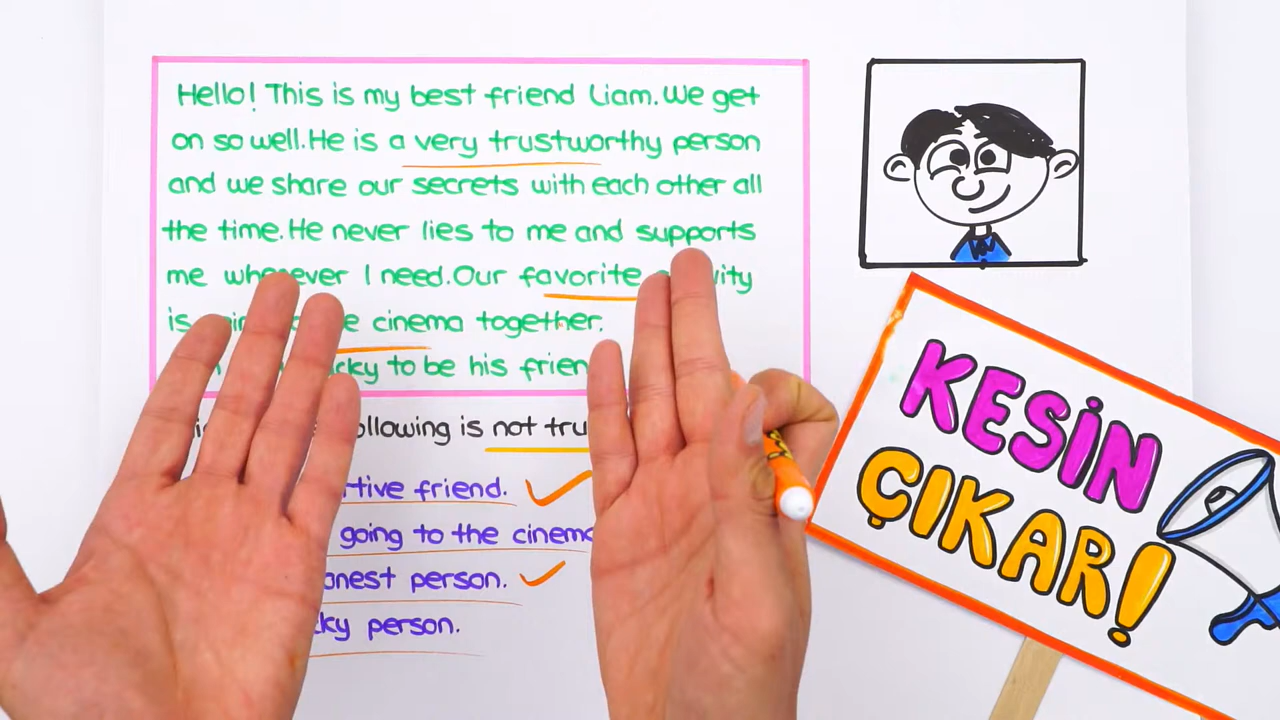 Hello! This is my best friend Liam. We get
on so well. He is a very trustworthy person
and we share our secrets with each other all
the time. He never lies to me and supports
me whenever I need. Our favorite
is cinema together.
to be his
following is not
friend.
going to the cinema
person.
person.
KESİN
ÇIKAR!